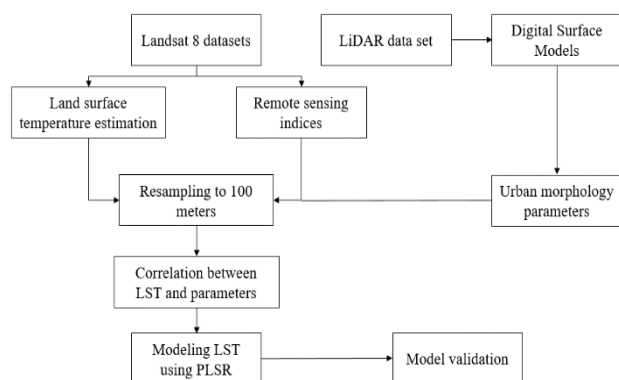 Landsat 8 datasets
LiDAR data set
Digital Surface
Models
Land surface
temperature estimation
Remote sensing
indices
Resampling to 100
meters
Urban morphology
parameters
Correlation between
LST and parameters
Modeling LST
using PLSR
Model validation